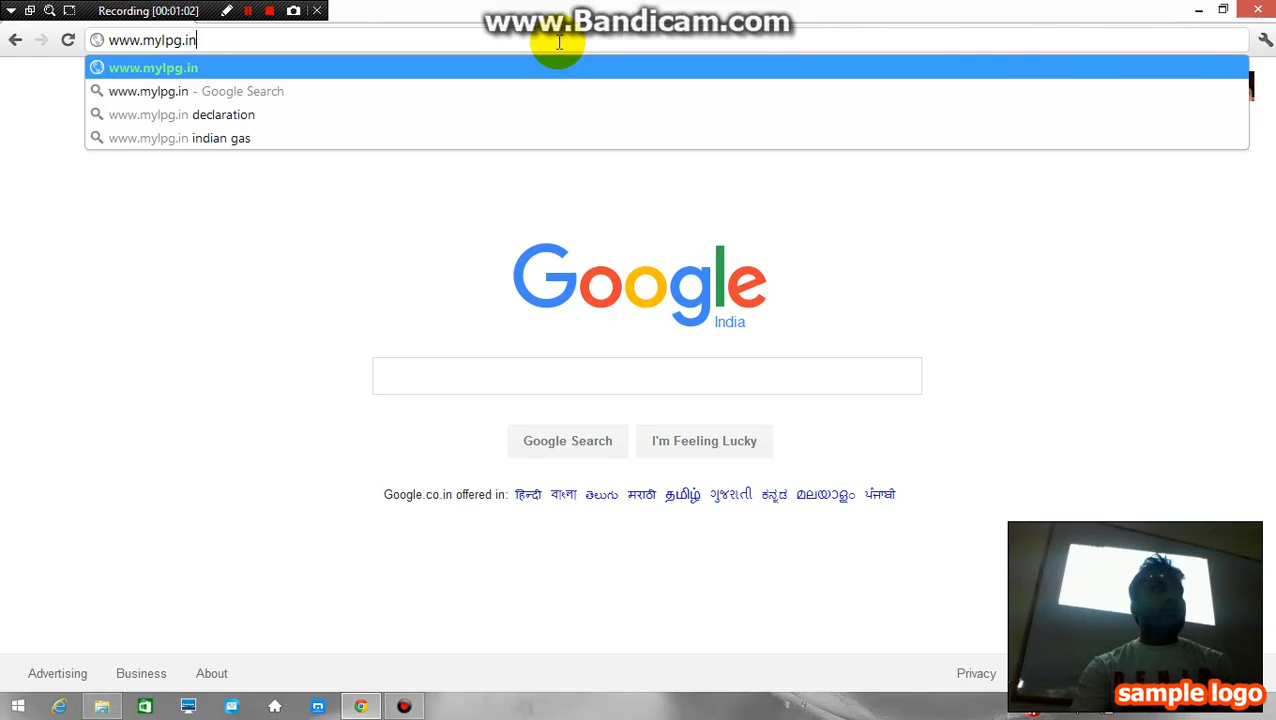 Recording [00:01:02]
www.Bandicam.com
www.mylpg.in
www.mylpg.in
www.mylpg.in - Google Search
www.mylpg.in declaration
www.mylpg.in indian gas
Google
India
Google Search
I'm Feeling Lucky
Google.co.in offered in: हिन्दी বাংলা తెలుగు मराठी தமிழ் ગુજરાતી ಕನ್ನಡ മലയാളം ਪੰਜਾਬੀ
Advertising
Business
About
Privacy
sample logo